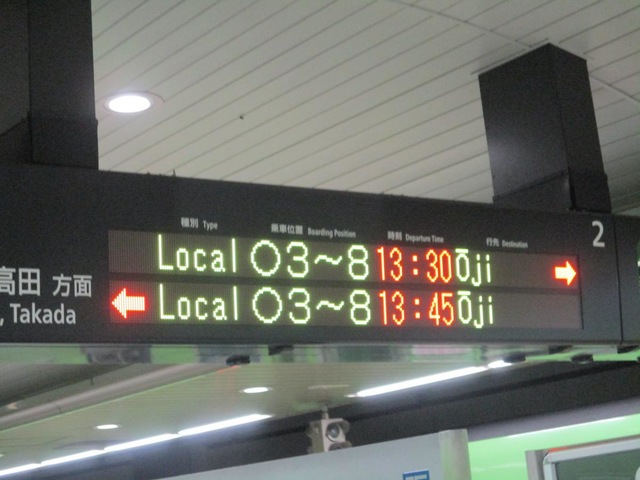 種別 Type 乗車位置 Boarding Position 時刻 Departure Time 行先 Destination 2
Local ○3~8 13:30 Ōji →
高田 方面
, Takada
← Local ○3~8 13:45 Ōji